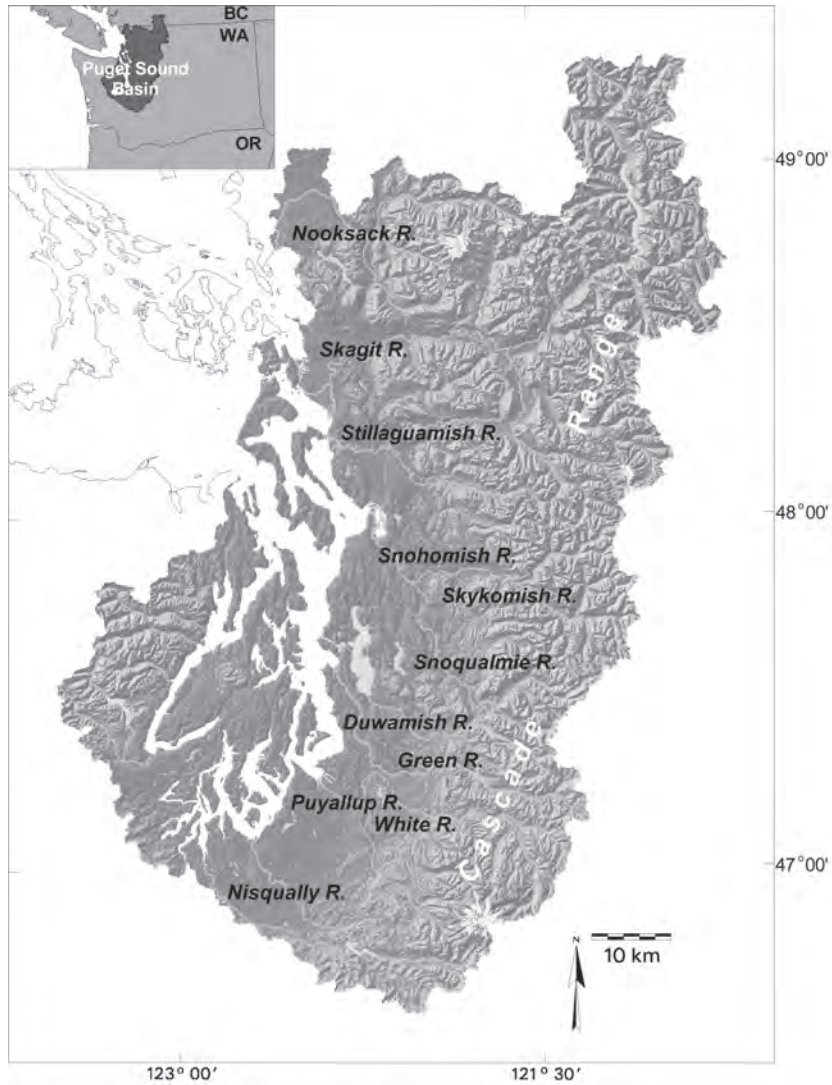 BC
WA
Puget Sound
Basin
OR
49° 00'
Nooksack R.
Skagit R.
Range
Stillaguamish R.
48° 00'
Snohomish R.
Skykomish R.
Snoqualmie R.
Duwamish R.
Green R.
Cascade
Puyallup R.
White R.
47° 00'
Nisqually R.
N
10 km
123° 00'
121° 30'